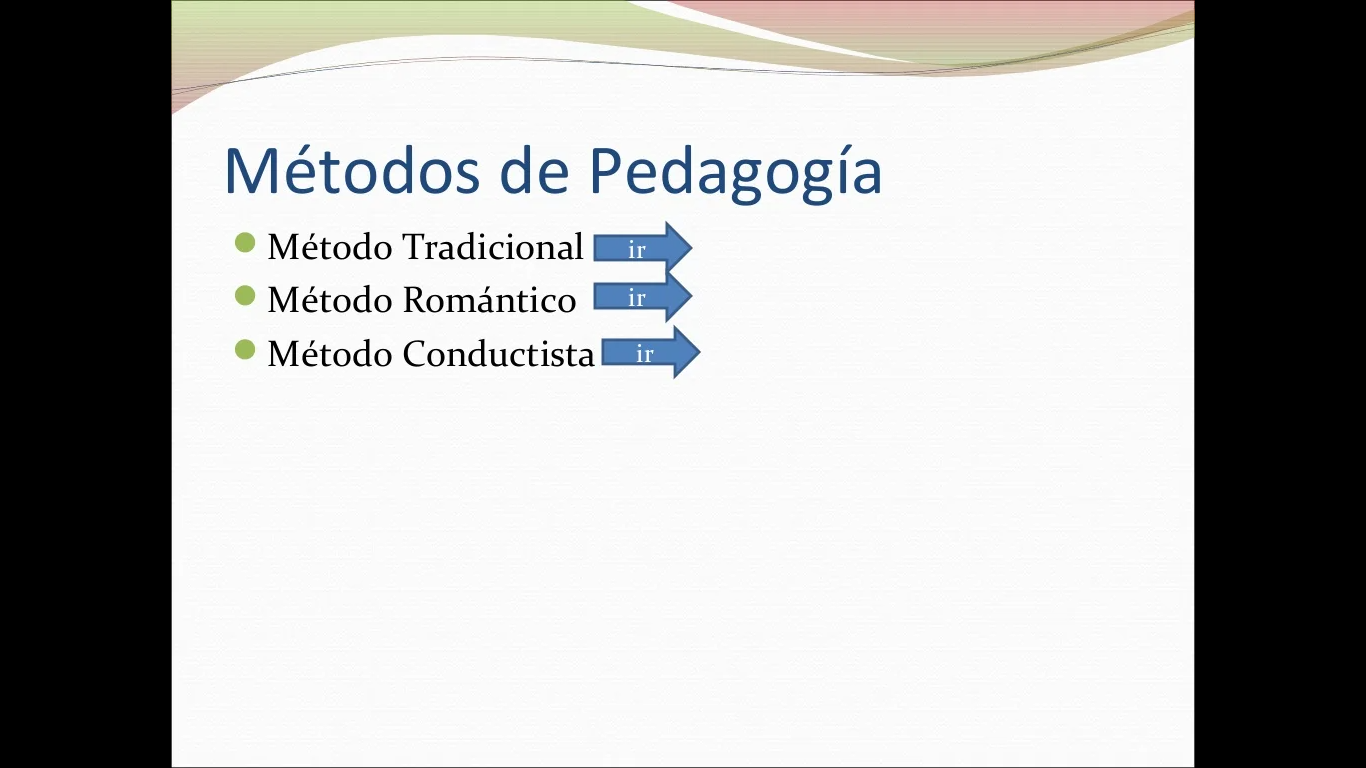 Métodos de Pedagogía
Método Tradicional ir
Método Romántico ir
Método Conductista ir